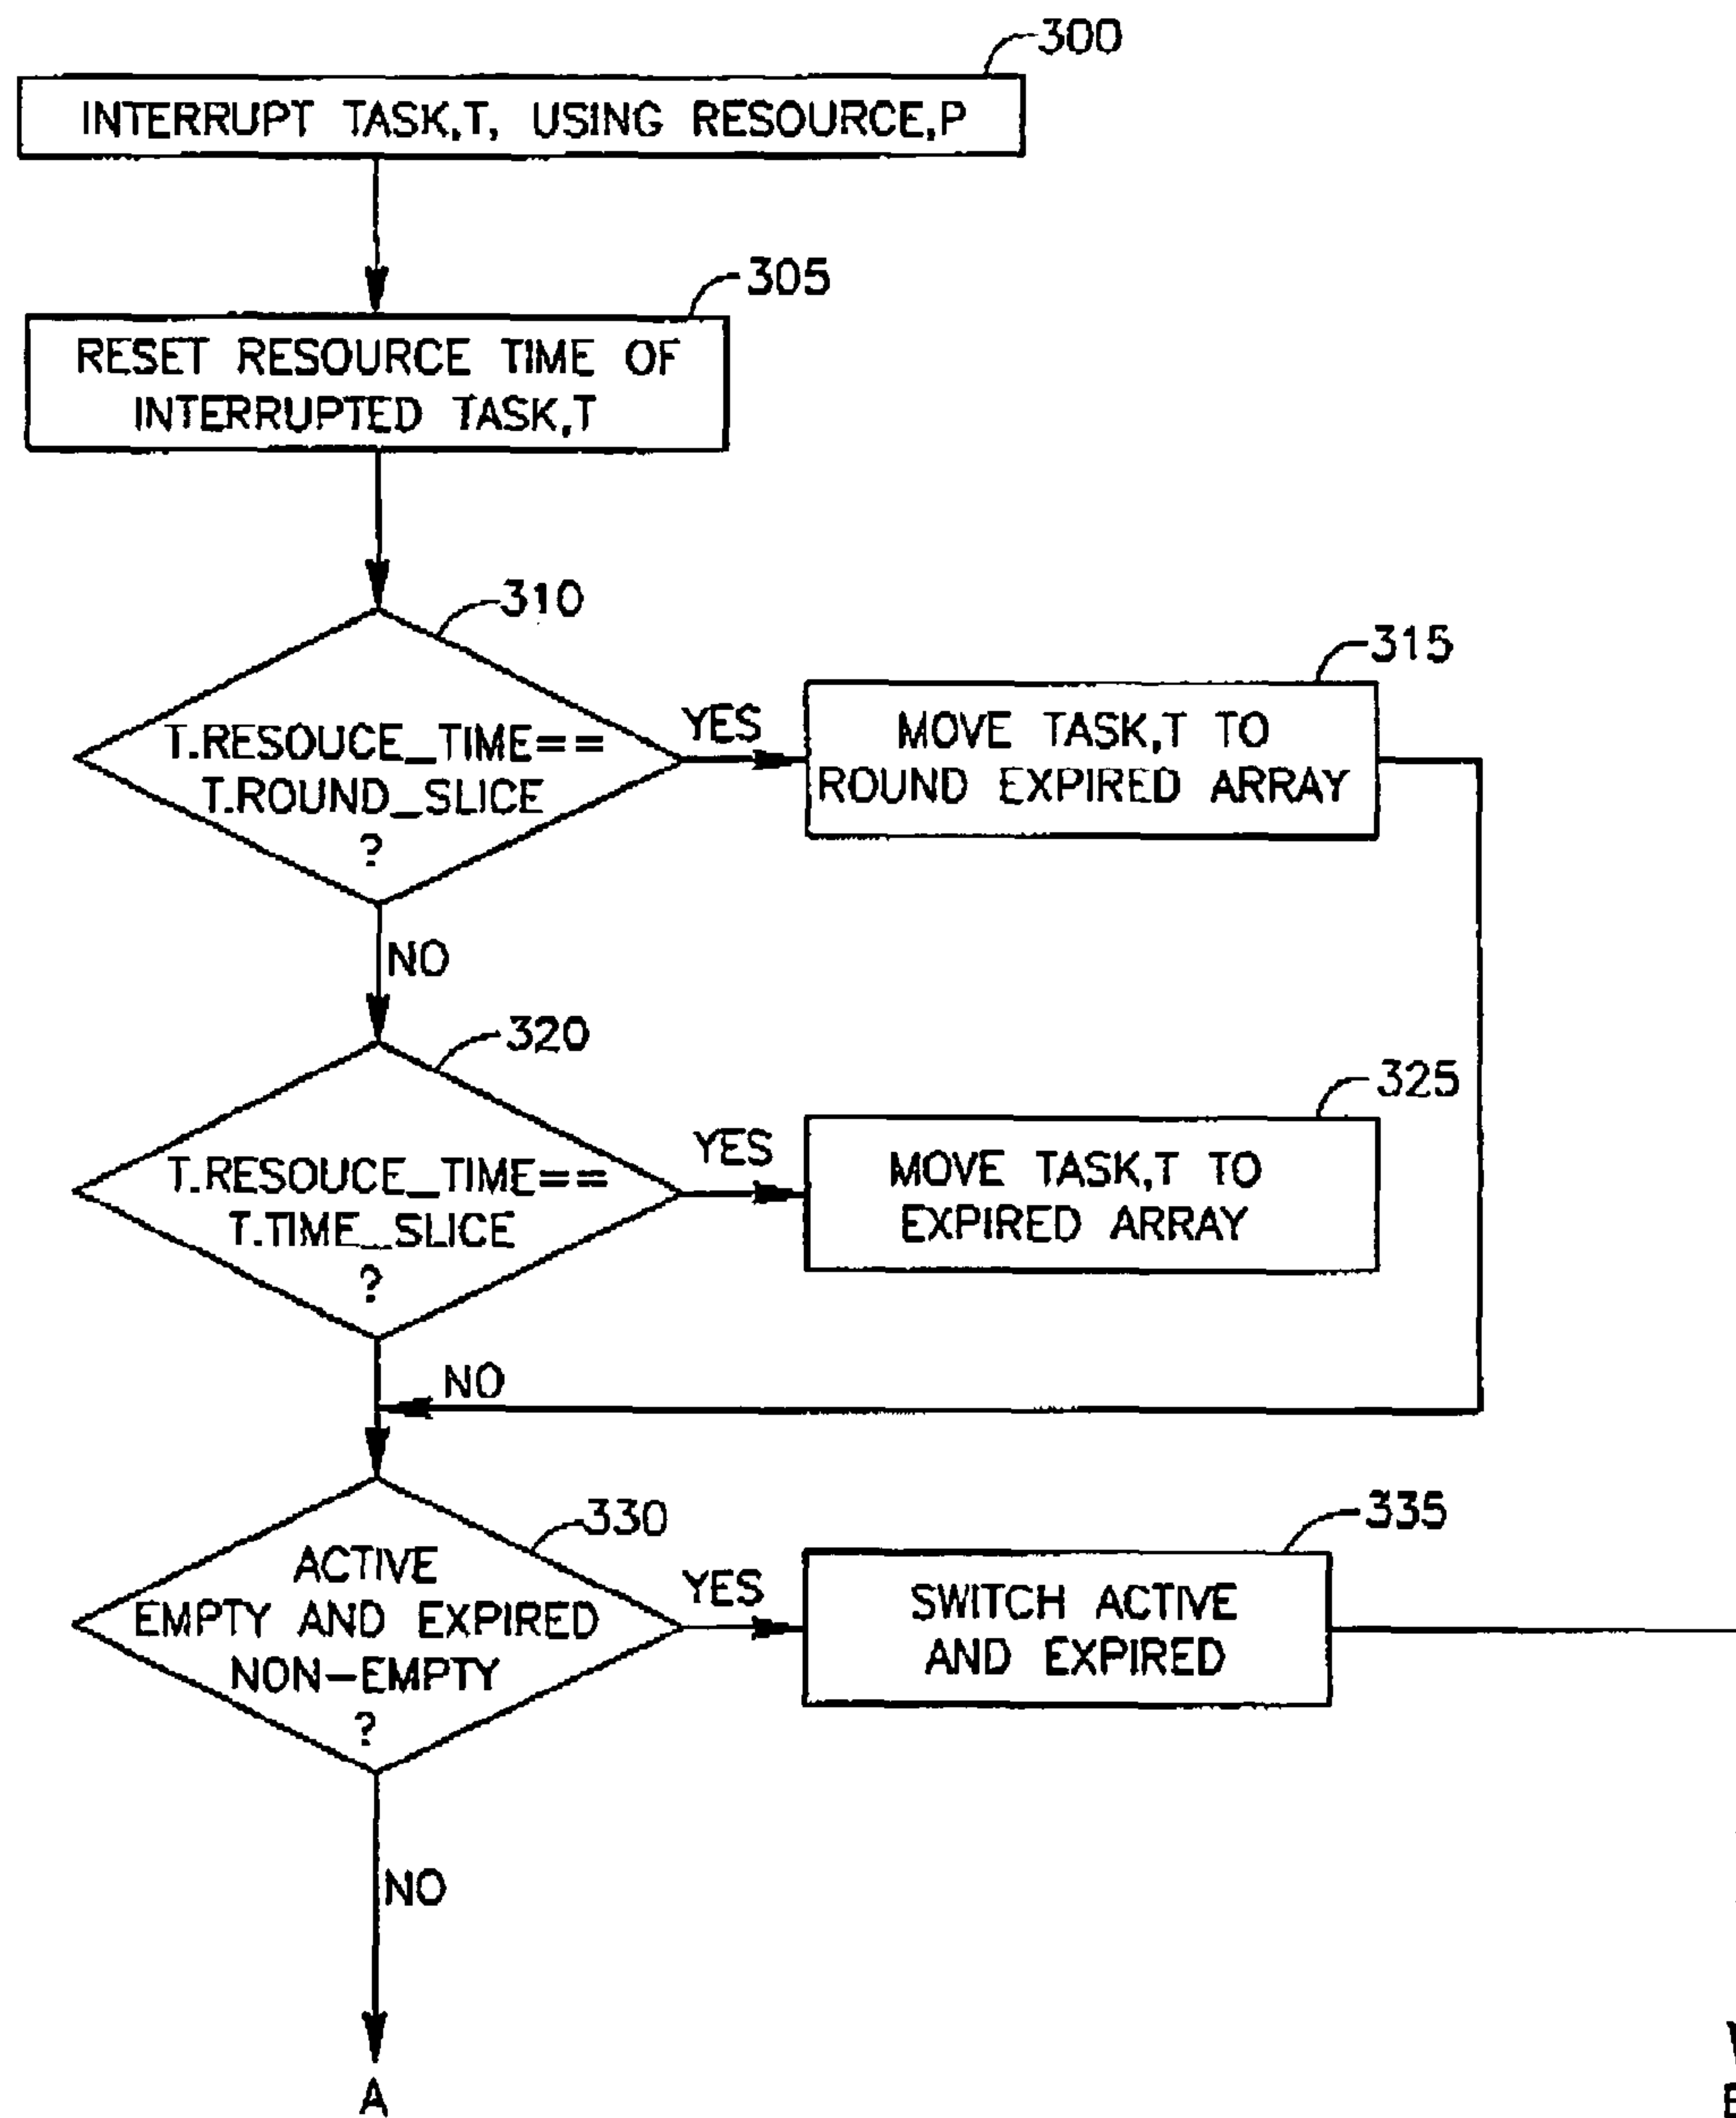 300
INTERRUPT TASK,T, USING RESOURCE,P
305
RESET RESOURCE TIME OF
INTERRUPTED TASK,T
310
T.RESOUCE_TIME==
T.ROUND_SLICE
?
YES
315
MOVE TASK,T TO
ROUND EXPIRED ARRAY
NO
320
T.RESOUCE_TIME==
T.TIME_SLICE
?
YES
325
MOVE TASK,T TO
EXPIRED ARRAY
NO
330
ACTIVE
EMPTY AND EXPIRED
NON-EMPTY
?
YES
335
SWITCH ACTIVE
AND EXPIRED
NO
A